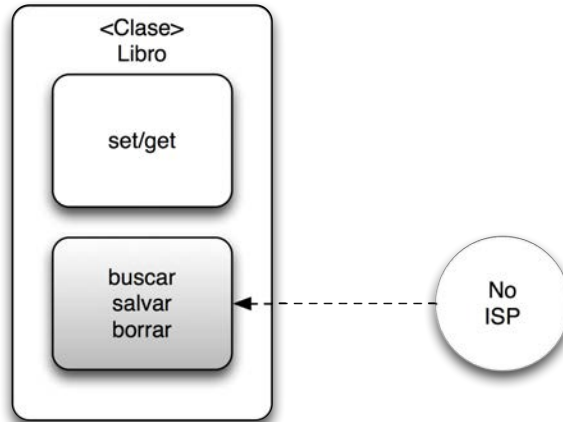 <Clase>
Libro
set/get
buscar
salvar
borrar
No
ISP